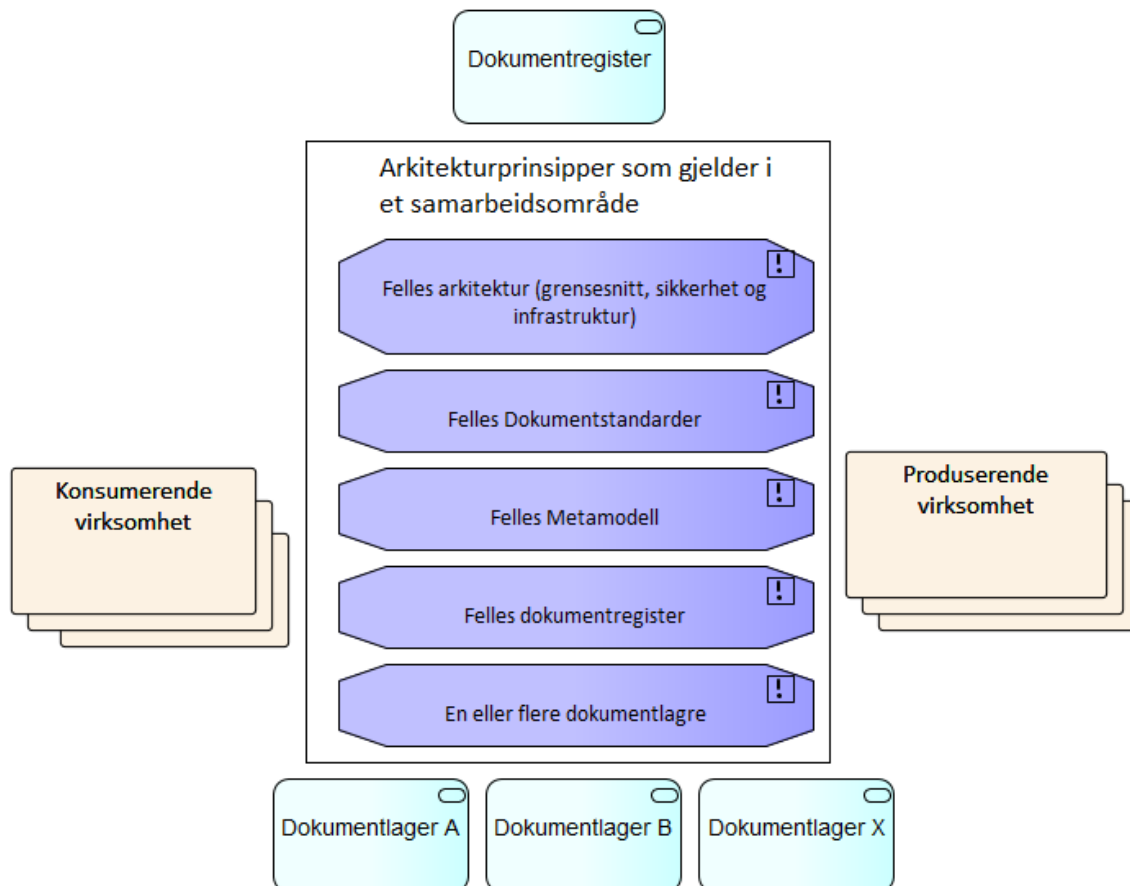 Dokumentregister
Arkitekturprinsipper som gjelder i
et samarbeidsområde
Felles arkitektur (grensesnitt, sikkerhet og
infrastruktur)
Felles Dokumentstandarder
Konsumerende
virksomhet
Produserende
virksomhet
Felles Metamodell
Felles dokumentregister
En eller flere dokumentlagre
Dokumentlager A
Dokumentlager B
Dokumentlager X